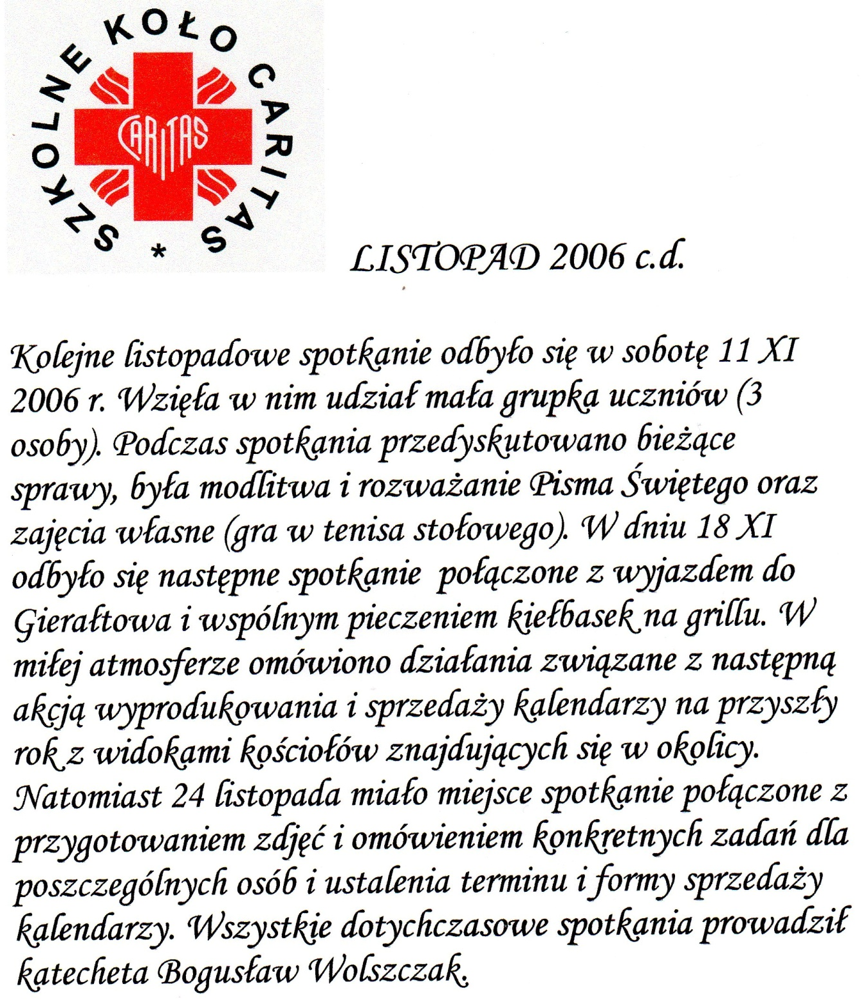 SZKOLNE KOŁO CARITAS *
CARITAS
LISTOPAD 2006 c.d.
Kolejne listopadowe spotkanie odbyło się w sobotę 11 XI
2006 r. Wzięła w nim udział mała grupka uczniów (3
osoby). Podczas spotkania przedyskutowano bieżące
sprawy, była modlitwa i rozważanie Pisma Świętego oraz
zajęcia własne (gra w tenisa stołowego). W dniu 18 XI
odbyło się następne spotkanie  połączone z wyjazdem do
Gierałtowa i wspólnym pieczeniem kiełbasek na grillu. W
miłej atmosferze omówiono działania związane z następną
akcją wyprodukowania i sprzedaży kalendarzy na przyszły
rok z widokami kościołów znajdujących się w okolicy.
Natomiast 24 listopada miało miejsce spotkanie połączone z
przygotowaniem zdjęć i omówieniem konkretnych zadań dla
poszczególnych osób i ustalenia terminu i formy sprzedaży
kalendarzy. Wszystkie dotychczasowe spotkania prowadził
katecheta Bogusław Wolszczak.